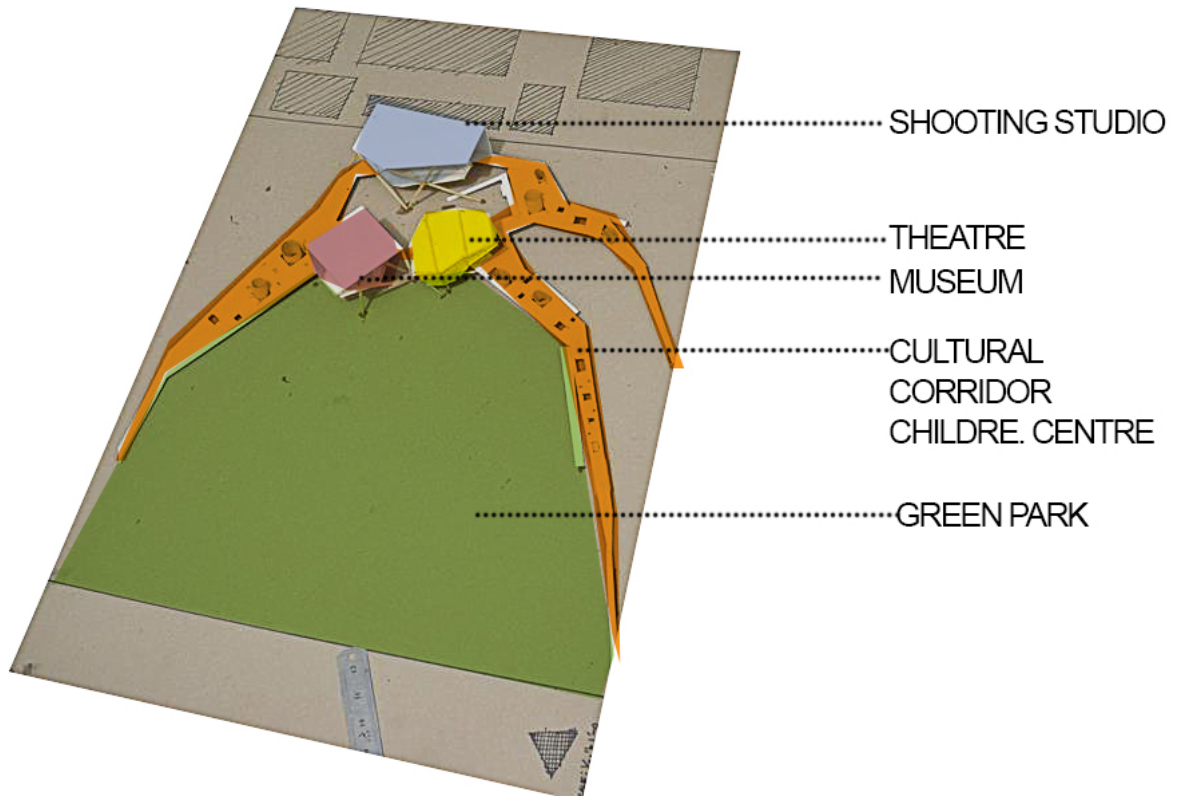 SHOOTING STUDIO
THEATRE
MUSEUM
CULTURAL
CORRIDOR
CHILDRE. CENTRE
GREEN PARK